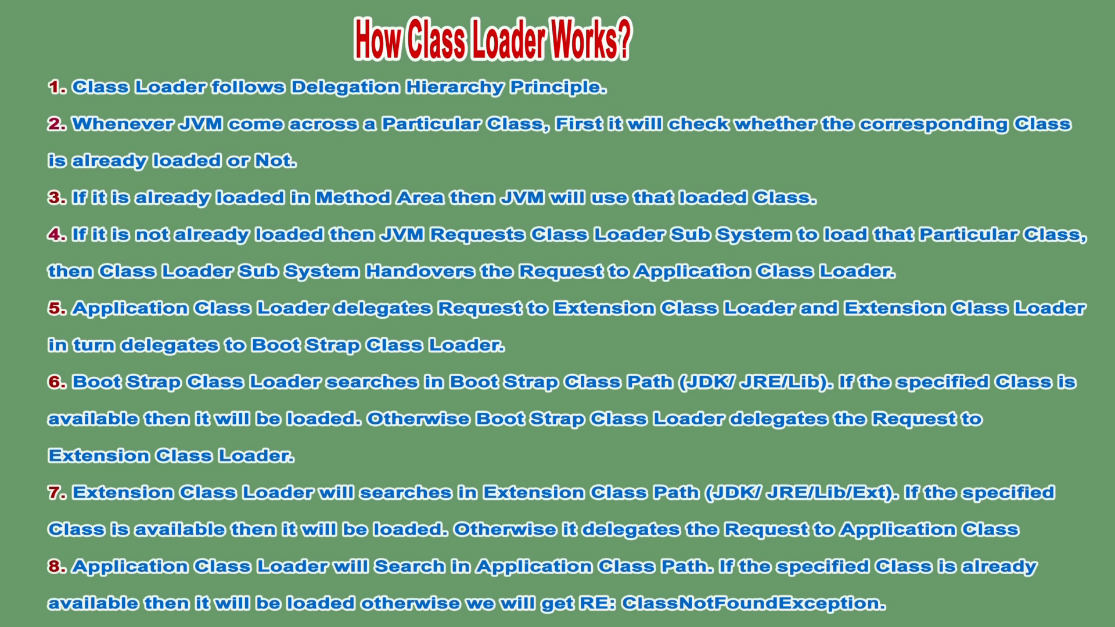 How Class Loader Works?
1. Class Loader follows Delegation Hierarchy Principle.
2. Whenever JVM come across a Particular Class, First it will check whether the corresponding Class
is already loaded or Not.
3. If it is already loaded in Method Area then JVM will use that loaded Class.
4. If it is not already loaded then JVM Requests Class Loader Sub System to load that Particular Class,
then Class Loader Sub System Handovers the Request to Application Class Loader.
5. Application Class Loader delegates Request to Extension Class Loader and Extension Class Loader
in turn delegates to Boot Strap Class Loader.
6. Boot Strap Class Loader searches in Boot Strap Class Path (JDK/ JRE/Lib). If the specified Class is
available then it will be loaded. Otherwise Boot Strap Class Loader delegates the Request to
Extension Class Loader.
7. Extension Class Loader will searches in Extension Class Path (JDK/ JRE/Lib/Ext). If the specified
Class is available then it will be loaded. Otherwise it delegates the Request to Application Class
8. Application Class Loader will Search in Application Class Path. If the specified Class is already
available then it will be loaded otherwise we will get RE: ClassNotFoundException.